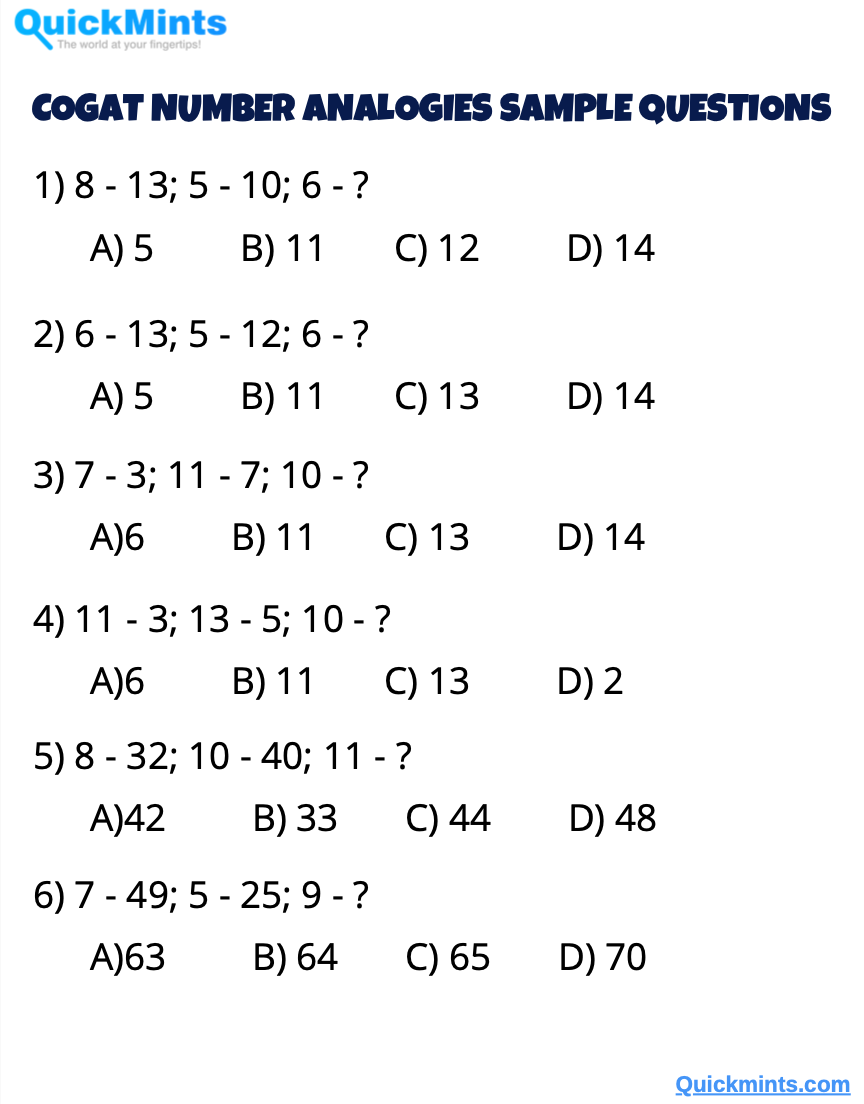 QuickMints
The world at your fingertips!
COGAT NUMBER ANALOGIES SAMPLE QUESTIONS
1) 8 - 13; 5 - 10; 6 - ?
A) 5 B) 11 C) 12 D) 14
2) 6 - 13; 5 - 12; 6 - ?
A) 5 B) 11 C) 13 D) 14
3) 7 - 3; 11 - 7; 10 - ?
A)6 B) 11 C) 13 D) 14
4) 11 - 3; 13 - 5; 10 - ?
A)6 B) 11 C) 13 D) 2
5) 8 - 32; 10 - 40; 11 - ?
A)42 B) 33 C) 44 D) 48
6) 7 - 49; 5 - 25; 9 - ?
A)63 B) 64 C) 65 D) 70
Quickmints.com